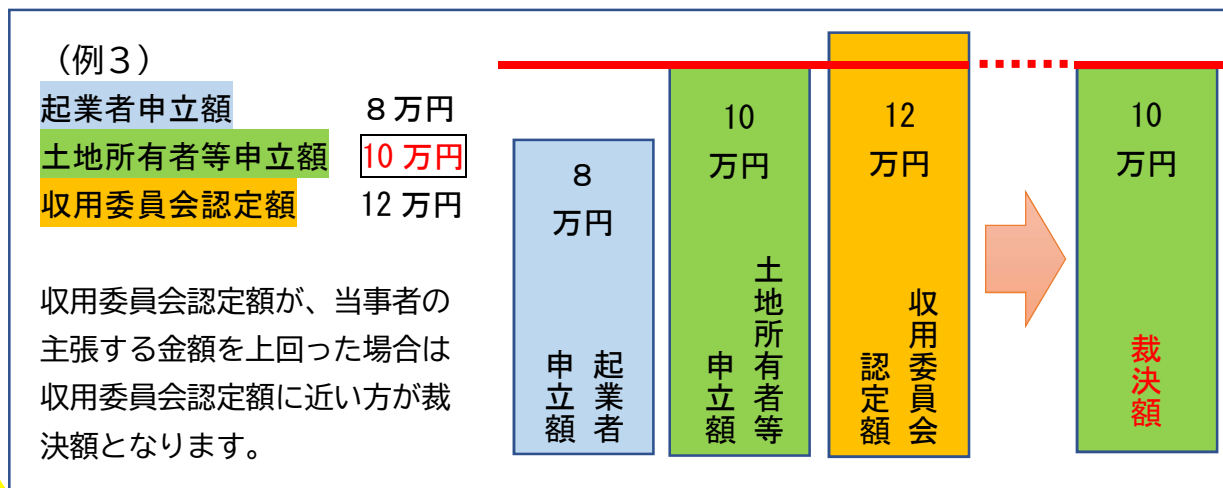 （例３）
起業者申立額 ８万円
土地所有者等申立額 10 万円
収用委員会認定額 12 万円
収用委員会認定額が、当事者の
主張する金額を上回った場合は
収用委員会認定額に近い方が裁
決額となります。
８
万円
起業者
申立額
10
万円
土地所有者等
申立額
12
万円
収用委員会
認定額
10
万円
裁決額